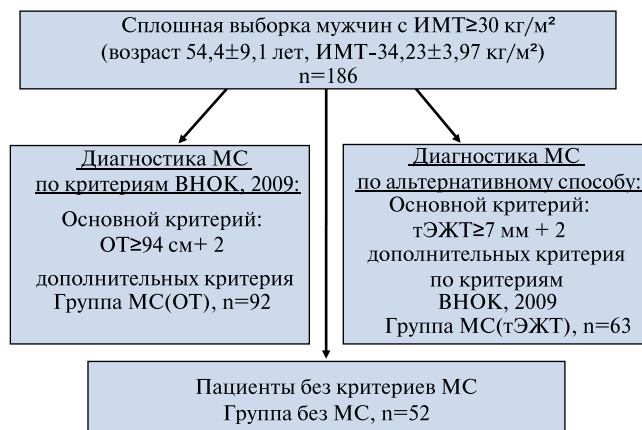 Сплошная выборка мужчин с ИМТ≥30 кг/м²
(возраст 54,4±9,1 лет, ИМТ-34,23±3,97 кг/м²)
n=186
Диагностика МС
по критериям ВНОК, 2009:
Основной критерий:
ОТ≥94 см+ 2
дополнительных критерия
Группа МС(ОТ), n=92
Диагностика МС
по альтернативному способу:
Основной критерий:
тЭЖТ≥7 мм + 2
дополнительных критерия
по критериям
ВНОК, 2009
Группа МС(тЭЖТ), n=63
Пациенты без критериев МС
Группа без МС, n=52